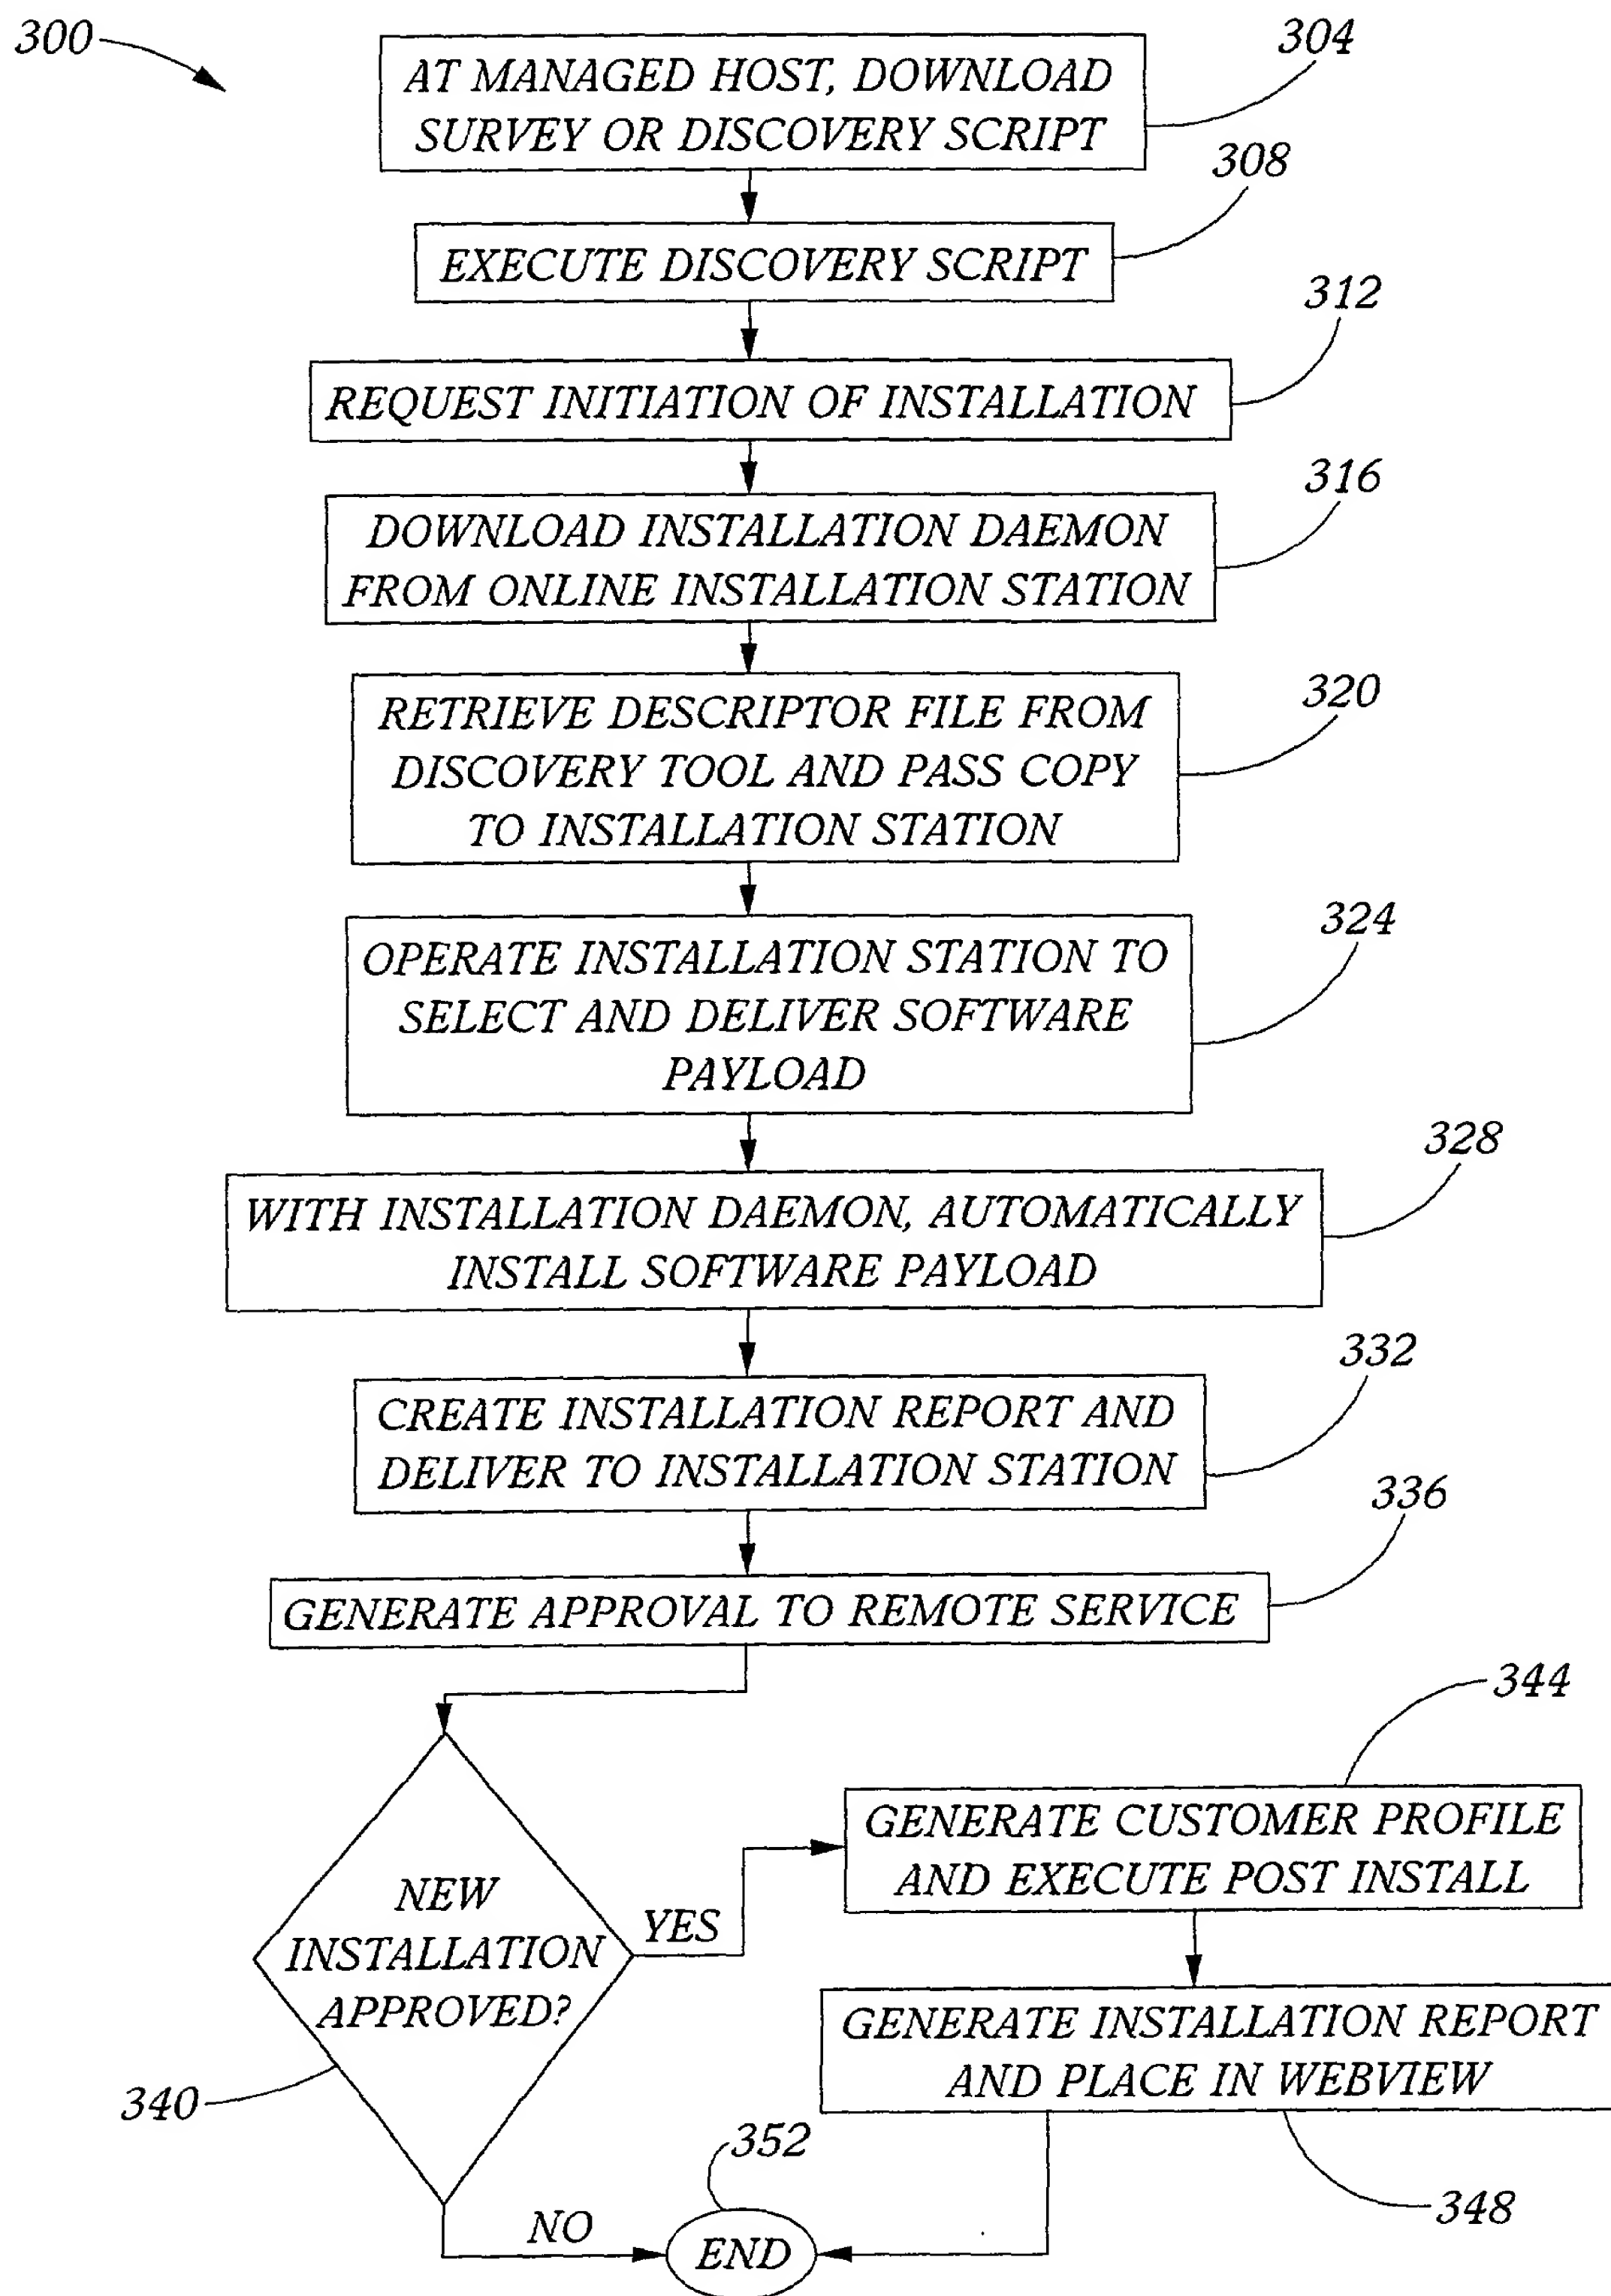 300
304
AT MANAGED HOST, DOWNLOAD
SURVEY OR DISCOVERY SCRIPT
308
EXECUTE DISCOVERY SCRIPT
312
REQUEST INITIATION OF INSTALLATION
316
DOWNLOAD INSTALLATION DAEMON
FROM ONLINE INSTALLATION STATION
320
RETRIEVE DESCRIPTOR FILE FROM
DISCOVERY TOOL AND PASS COPY
TO INSTALLATION STATION
324
OPERATE INSTALLATION STATION TO
SELECT AND DELIVER SOFTWARE
PAYLOAD
328
WITH INSTALLATION DAEMON, AUTOMATICALLY
INSTALL SOFTWARE PAYLOAD
332
CREATE INSTALLATION REPORT AND
DELIVER TO INSTALLATION STATION
336
GENERATE APPROVAL TO REMOTE SERVICE
344
GENERATE CUSTOMER PROFILE
AND EXECUTE POST INSTALL
NEW
INSTALLATION
APPROVED?
YES
340
GENERATE INSTALLATION REPORT
AND PLACE IN WEBVIEW
348
352
NO
END